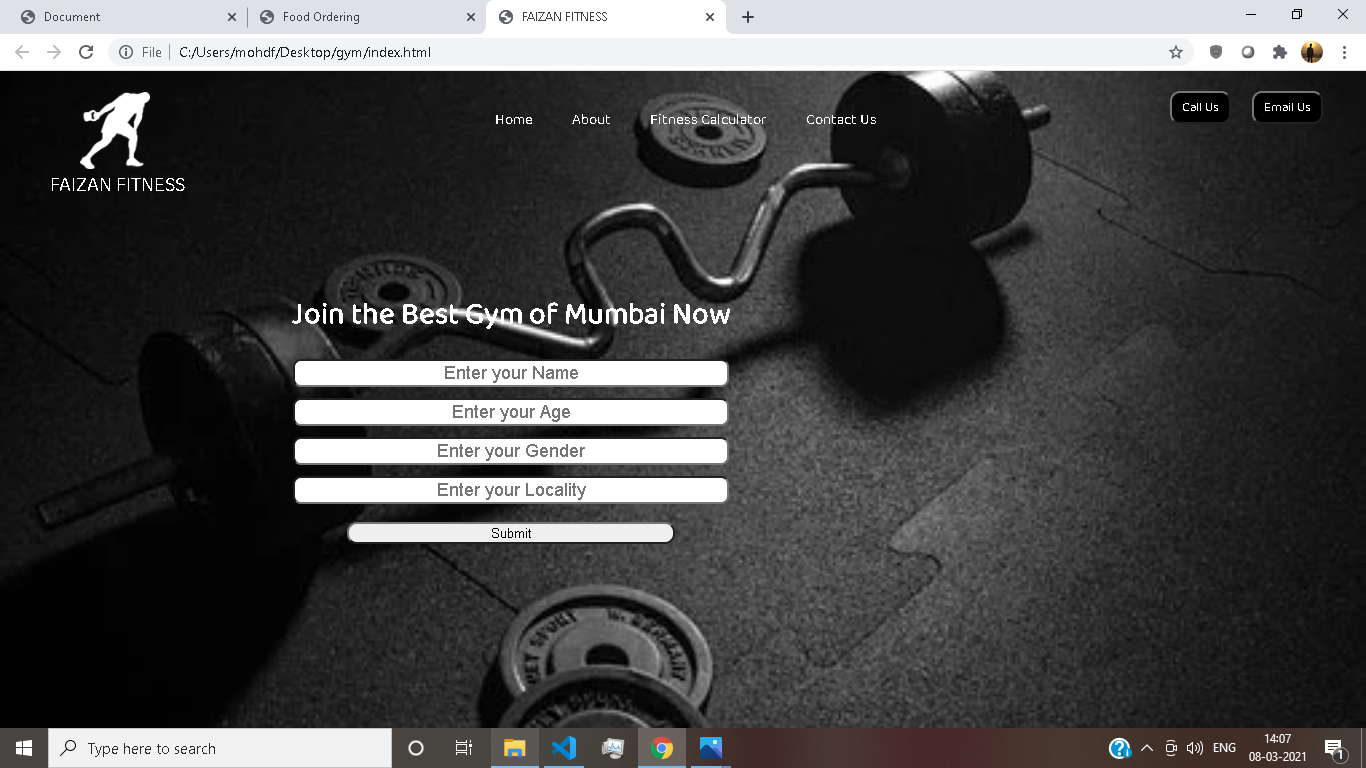 Document
Food Ordering
FAIZAN FITNESS
File
C:/Users/mohdf/Desktop/gym/index.html
Home
About
Fitness Calculator
Contact Us
Call Us
Email Us
FAIZAN FITNESS
Join the Best Gym of Mumbai Now
Enter your Name
Enter your Age
Enter your Gender
Enter your Locality
Submit
SPORT
Type here to search
ENG
14:07
08-03-2021
1